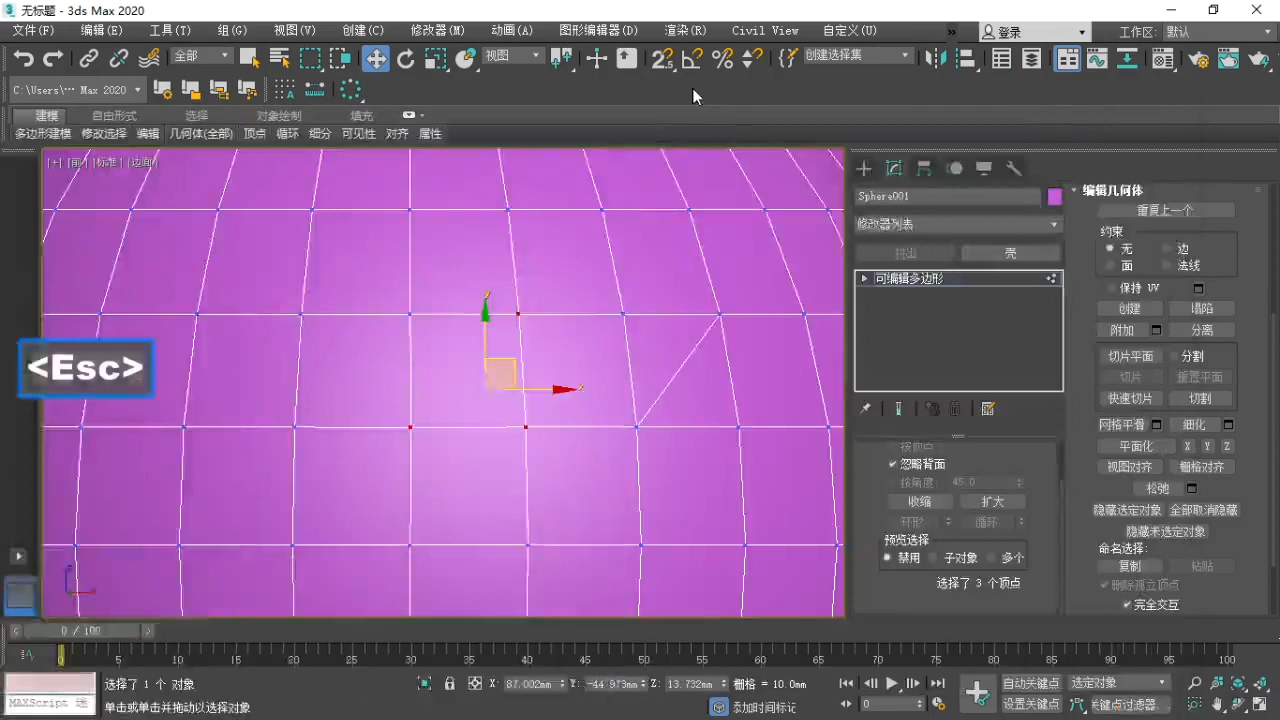 无标题 - 3ds Max 2020
文件(F) 编辑(E) 工具(T) 组(G) 视图(V) 创建(C) 修改器(M) 动画(A) 图形编辑器(D) 渲染(R) Civil View 自定义(U) » 登录 工作区: 默认
全部 视图 创建选择集
C:\Users\··· Max 2020
建模 自由形式 选择 对象绘制 填充
多边形建模 修改选择 编辑 几何体(全部) 顶点 循环 细分 可见性 对齐 属性
[+] [前] [标准] [边面]
<Esc>
Sphere001
修改器列表
挤出 壳
可编辑多边形
忽略背面
按角度: 45.0
收缩 扩大
环形 循环
预览选择
禁用 子对象 多个
选择了 3 个顶点
编辑几何体
重复上一个
约束
无 边
面 法线
保持 UV
创建 塌陷
附加 分离
切片平面 分割
切片 重置平面
快速切片 切割
网格平滑 细化
平面化 X Y Z
视图对齐 栅格对齐
松弛
隐藏选定对象 全部取消隐藏
隐藏未选定对象
命名选择:
复制 粘贴
删除孤立顶点
完全交互
0 / 100
0 5 10 15 20 25 30 35 40 45 50 55 60 65 70 75 80 85 90 95 100
选择了 1 个 对象 X: 87.002mm Y: -44.973mm Z: 13.732mm 栅格 = 10.0mm 自动关键点 选定对象
MAXScript 迷 单击或单击并拖动以选择对象 添加时间标记 0 设置关键点 关键点过滤器